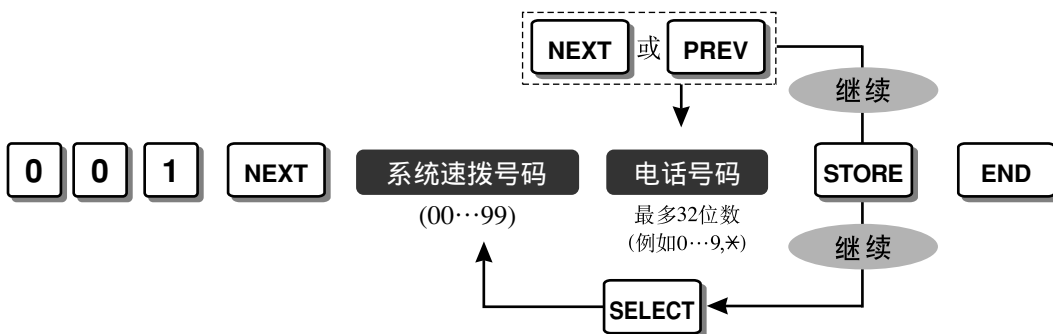 NEXT 或 PREV
继续
0 0 1 NEXT 系统速拨号码 电话号码 STORE END
(00…99)
最多32位数
(例如0…9,✳)
继续
SELECT